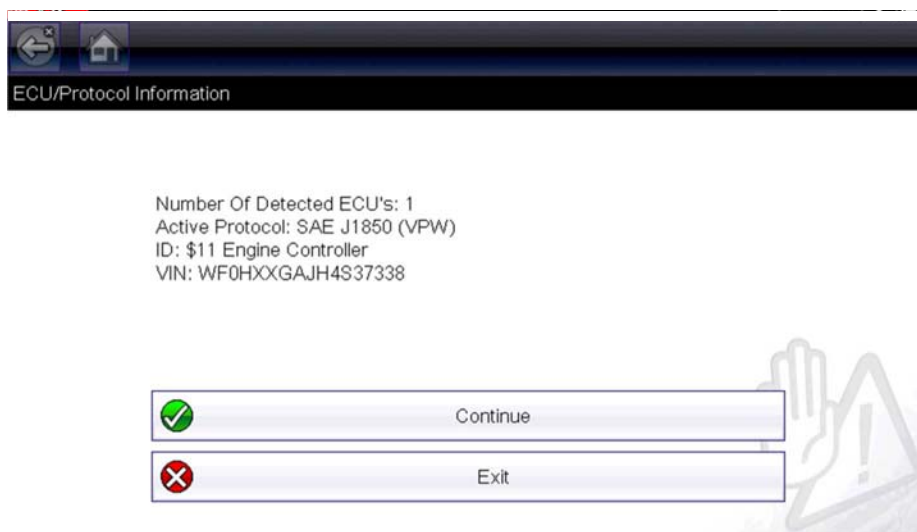 ECU/Protocol Information
Number Of Detected ECU's: 1
Active Protocol: SAE J1850 (VPW)
ID: $11 Engine Controller
VIN: WF0HXXGAJH4S37338
Continue
Exit